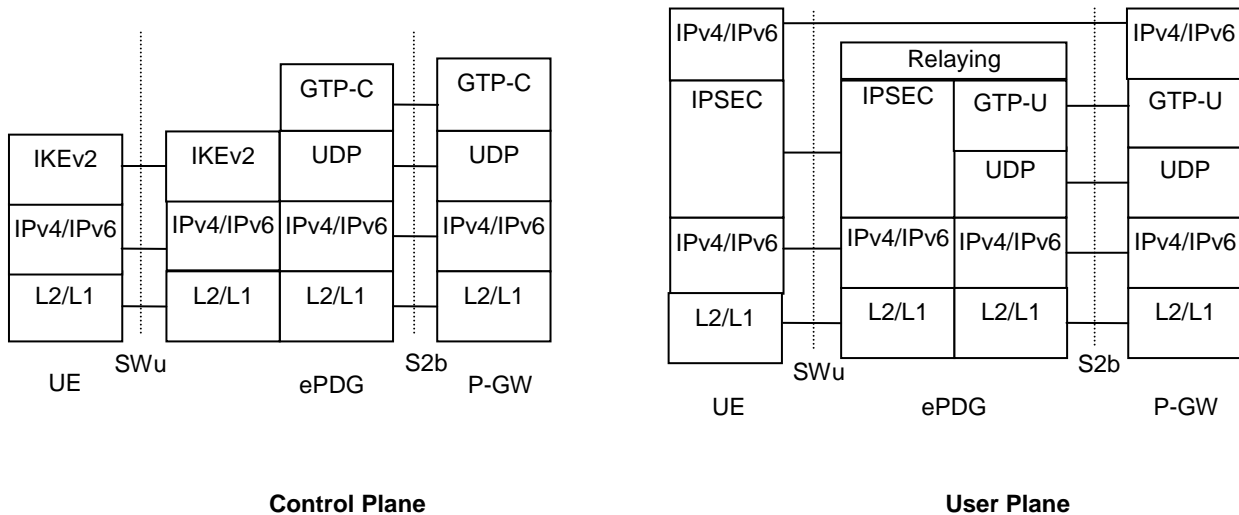 GTP-C GTP-C
IKEv2 IKEv2 UDP UDP
IPv4/IPv6 IPv4/IPv6 IPv4/IPv6 IPv4/IPv6
L2/L1 L2/L1 L2/L1 L2/L1
SWu S2b
UE ePDG P-GW
Control Plane
IPv4/IPv6 IPv4/IPv6
Relaying
IPSEC IPSEC GTP-U GTP-U
UDP UDP
IPv4/IPv6 IPv4/IPv6 IPv4/IPv6 IPv4/IPv6
L2/L1 L2/L1 L2/L1 L2/L1
SWu S2b
UE ePDG P-GW
User Plane